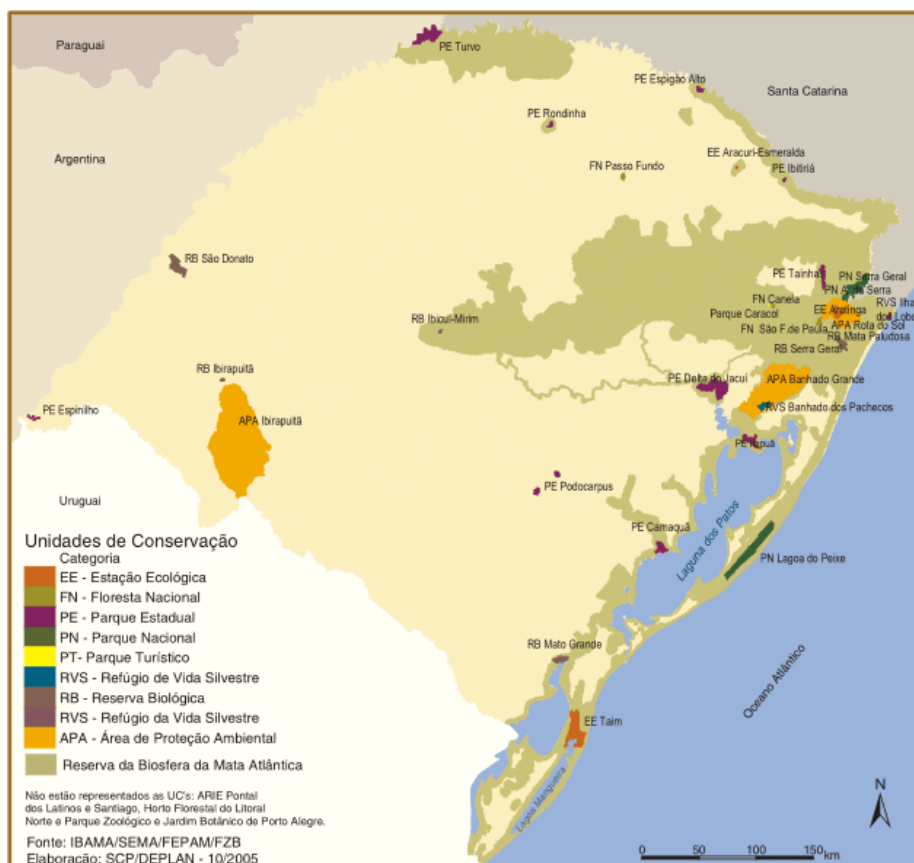 Paraguai
PE Turvo
PE Espigão Alto
Santa Catarina
PE Rondinha
Argentina
EE Aracuri-Esmeralda
FN Passo Fundo
PE Ibitiriá
RB São Donato
PE Tainhas
PN Serra Geral
PN A. da Serra
FN Canela
RVS Ilha
dos Lobos
Parque Caracol
EE Aratinga
RB Ibicuí-Mirim
APA Rota do Sol
FN São F. de Paula
RB Mata Paludosa
RB Serra Geral
RB Ibirapuitã
PE Delta do Jacuí
APA Banhado Grande
PE Espinilho
RVS Banhado dos Pachecos
APA Ibirapuitã
PE Itapuã
PE Podocarpus
Uruguai
PE Camaquã
Laguna dos Patos
PN Lagoa do Peixe
Unidades de Conservação
Categoria
EE - Estação Ecológica
FN - Floresta Nacional
PE - Parque Estadual
PN - Parque Nacional
PT- Parque Turístico
RVS - Refúgio de Vida Silvestre
RB - Reserva Biológica
RVS - Refúgio da Vida Silvestre
APA - Área de Proteção Ambiental
Reserva da Biosfera da Mata Atlântica
RB Mato Grande
Oceano Atlântico
EE Taim
Lagoa Mangueira
Não estão representados as UC's: ARIE Pontal
dos Latinos e Santiago, Horto Florestal do Litoral
Norte e Parque Zoológico e Jardim Botânico de Porto Alegre.
Fonte: IBAMA/SEMA/FEPAM/FZB
Elaboração: SCP/DEPLAN - 10/2005
N
0 50 100 150 km